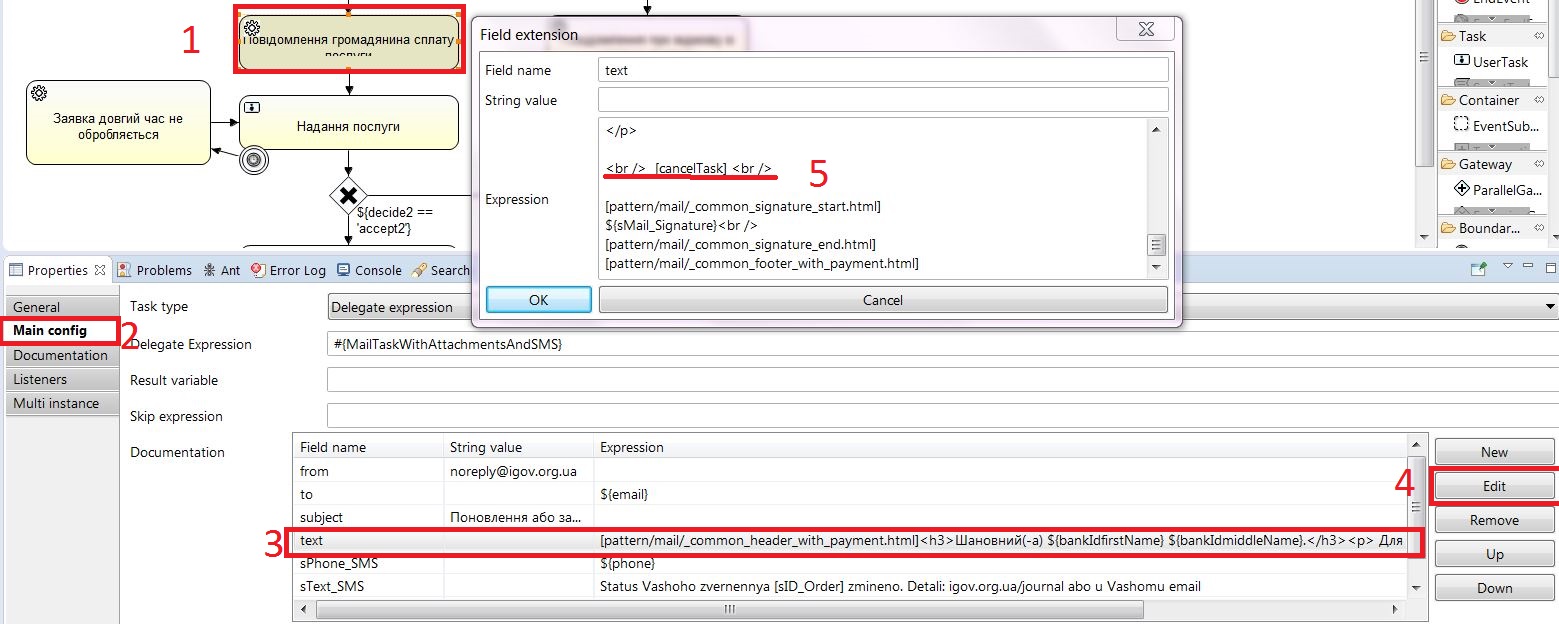 1
Повідомлення громадянина сплату
послуги
Заявка довгий час не
обробляється
Надання послуги
${decide2 ==
'accept2'}
Field extension
Field name
text
String value
</p>
<br /> [cancelTask] <br />
5
Expression
[pattern/mail/_common_signature_start.html]
${sMail_Signature}<br />
[pattern/mail/_common_signature_end.html]
[pattern/mail/_common_footer_with_payment.html]
OK
Cancel
EndEvent
Task
UserTask
Container
EventSub...
Gateway
ParallelGa...
Boundar...
Properties
Problems
Ant
Error Log
Console
Search
General
Main config
2
Documentation
Listeners
Multi instance
Task type
Delegate expression
Delegate Expression
#{MailTaskWithAttachmentsAndSMS}
Result variable
Skip expression
Documentation
Field name String value Expression
from noreply@igov.org.ua
to ${email}
subject Поновлення або за...
3
text [pattern/mail/_common_header_with_payment.html]<h3>Шановний(-а) ${bankIdfirstName} ${bankIdmiddleName}.</h3><p> Для
sPhone_SMS ${phone}
sText_SMS Status Vashoho zvernennya [sID_Order] zmineno. Detali: igov.org.ua/journal abo u Vashomu email
New
4
Edit
Remove
Up
Down